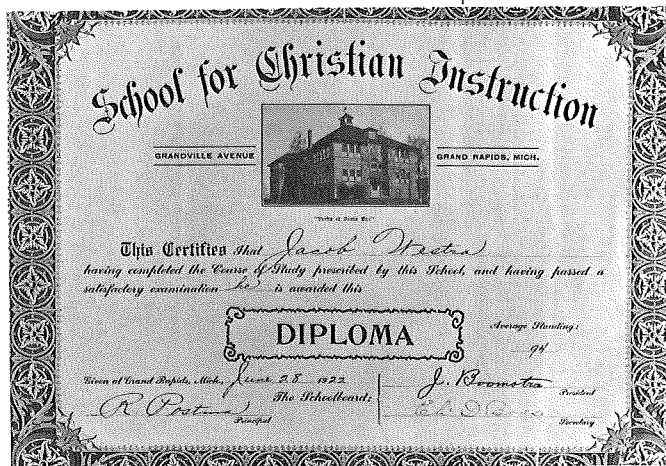 School for Christian Instruction
GRANDVILLE AVENUE GRAND RAPIDS, MICH.
This Certifies That Jacob Westra
having completed the Course of Study prescribed by this School, and having passed a
satisfactory examination he is awarded this
DIPLOMA
Average Standing:
94
Given at Grand Rapids, Mich. June 28 1922
The Schoolboard:
J. Boomstra
President
R Postma
Principal
Secretary